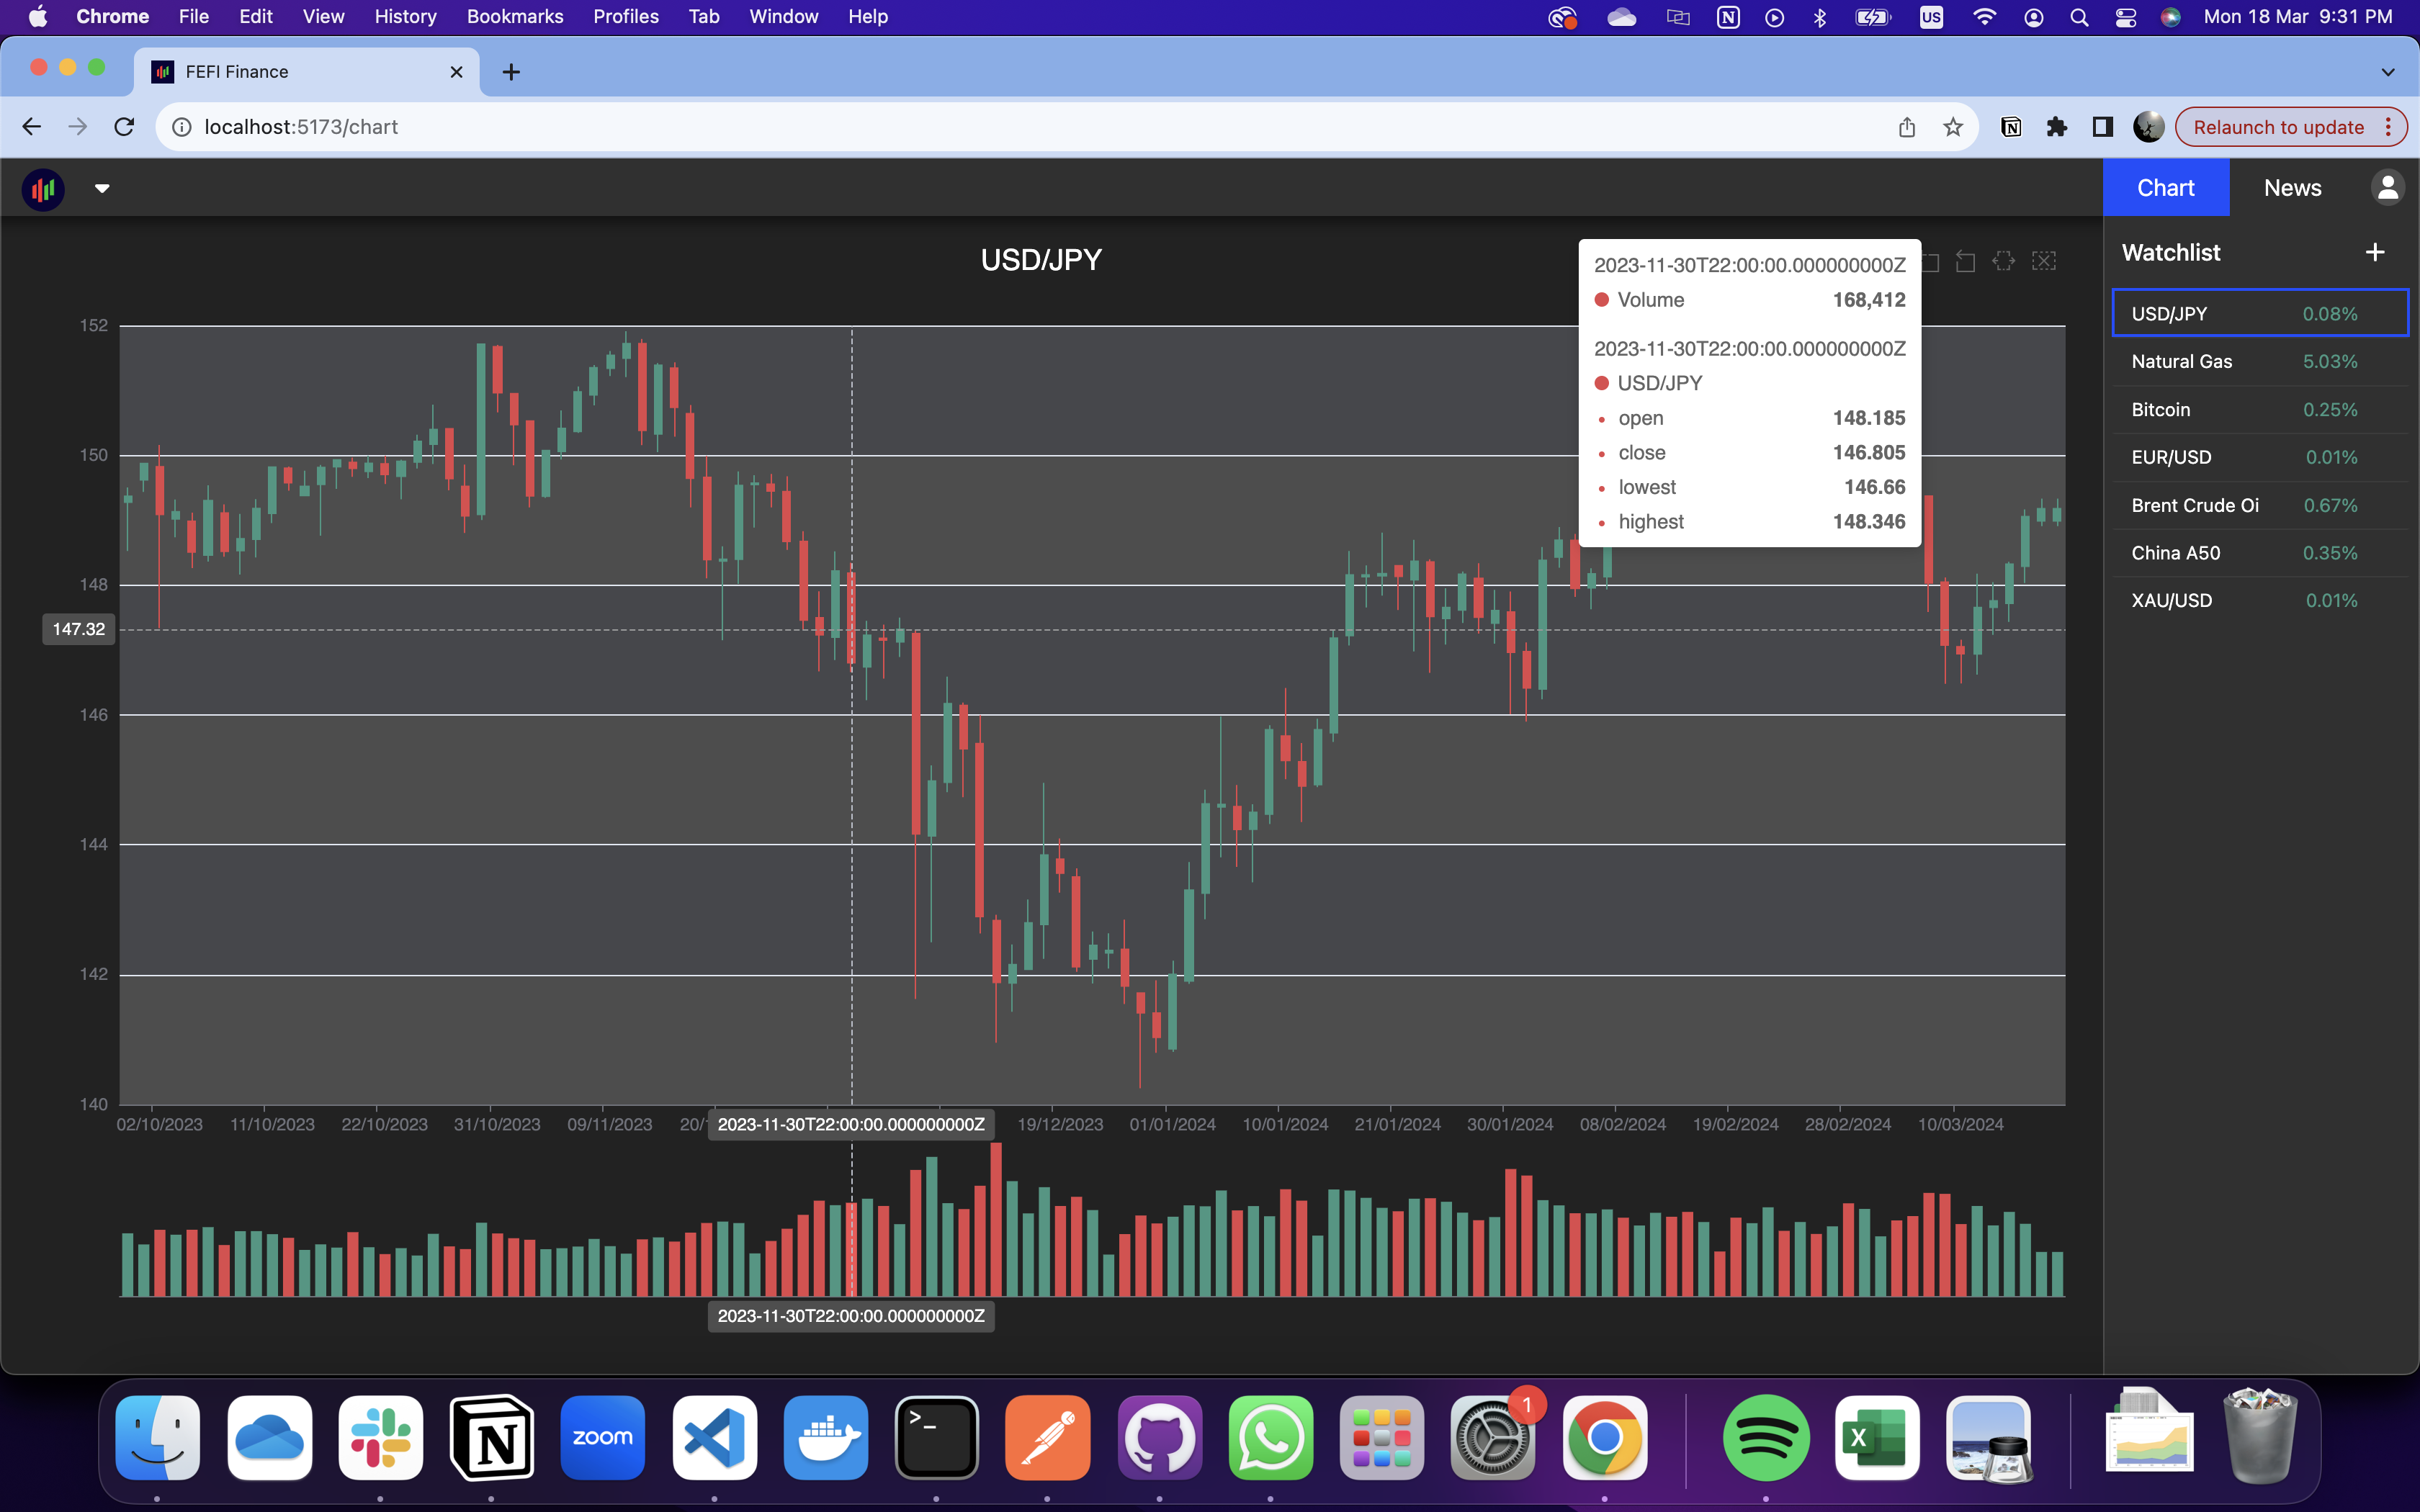 Chrome File Edit View History Bookmarks Profiles Tab Window Help US Mon 18 Mar 9:31 PM
FEFI Finance
localhost:5173/chart Relaunch to update
Chart News
USD/JPY
Watchlist
2023-11-30T22:00:00.000000000Z
Volume 168,412
2023-11-30T22:00:00.000000000Z
USD/JPY
open 148.185
close 146.805
lowest 146.66
highest 148.346
USD/JPY 0.08%
Natural Gas 5.03%
Bitcoin 0.25%
EUR/USD 0.01%
Brent Crude Oi 0.67%
China A50 0.35%
XAU/USD 0.01%
152
150
148
147.32
146
144
142
140
02/10/2023 11/10/2023 22/10/2023 31/10/2023 09/11/2023 20/ 2023-11-30T22:00:00.000000000Z 19/12/2023 01/01/2024 10/01/2024 21/01/2024 30/01/2024 08/02/2024 19/02/2024 28/02/2024 10/03/2024
2023-11-30T22:00:00.000000000Z
zoom
>_
1
X